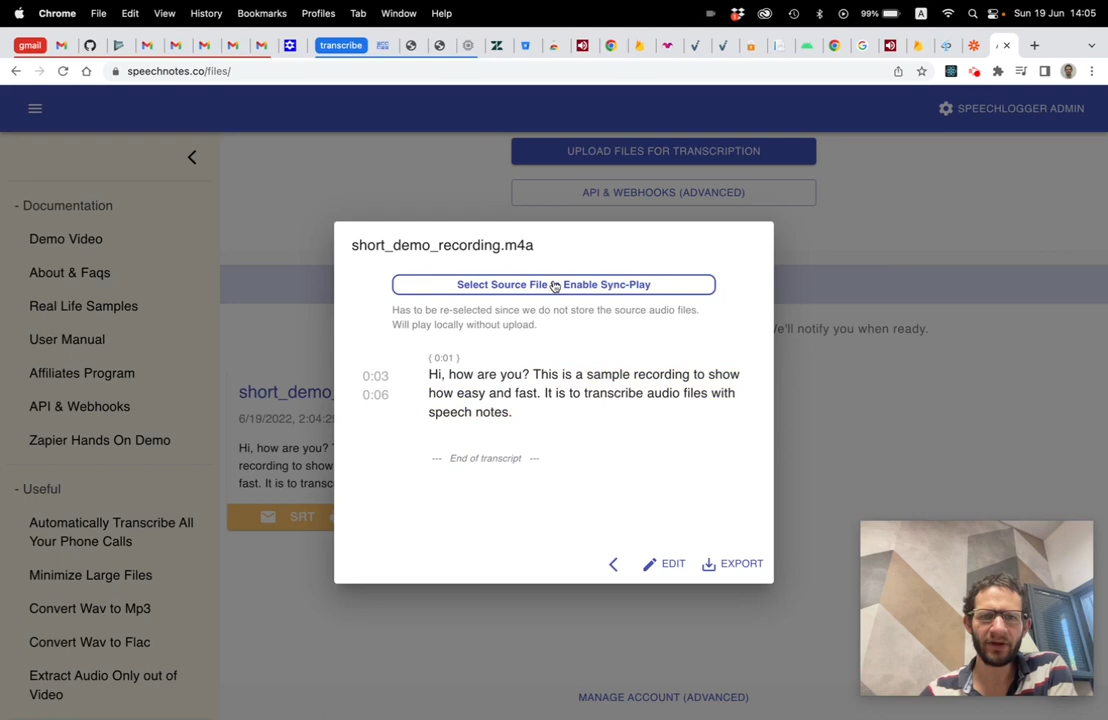 Chrome File Edit View History Bookmarks Profiles Tab Window Help 99% A Sun 19 Jun 14:05
gmail transcribe
speechnotes.co/files/
SPEECHLOGGER ADMIN
UPLOAD FILES FOR TRANSCRIPTION
API & WEBHOOKS (ADVANCED)
- Documentation
Demo Video
About & Faqs
Real Life Samples
User Manual
Affiliates Program
API & Webhooks
Zapier Hands On Demo
- Useful
Automatically Transcribe All
Your Phone Calls
Minimize Large Files
Convert Wav to Mp3
Convert Wav to Flac
Extract Audio Only out of
Video
'll notify you when ready.
short_demo_
6/19/2022, 2:04:2
Hi, how are you?
recording to show
fast. It is to transc
SRT
short_demo_recording.m4a
Select Source File Enable Sync-Play
Has to be re-selected since we do not store the source audio files.
Will play locally without upload.
{ 0:01 }
0:03 Hi, how are you? This is a sample recording to show
0:06 how easy and fast. It is to transcribe audio files with
speech notes.
--- End of transcript ---
EDIT EXPORT
MANAGE ACCOUNT (ADVANCED)